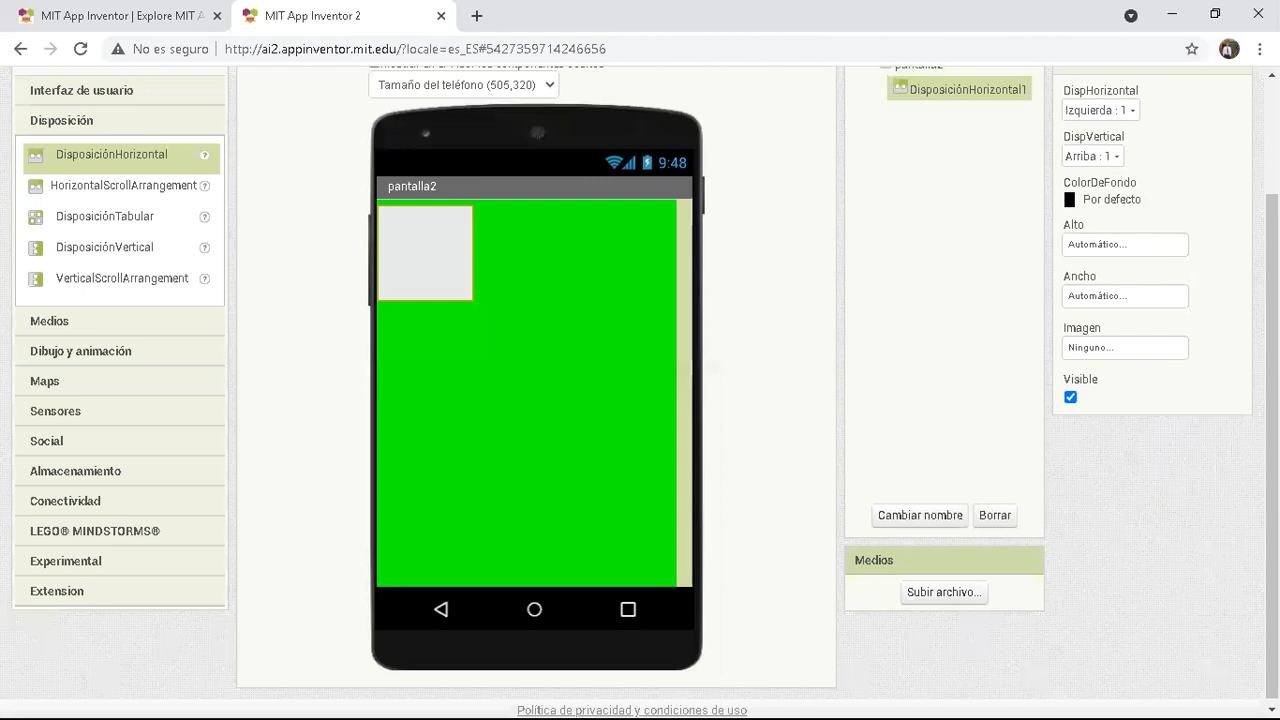 MIT App Inventor | Explore MIT A
MIT App Inventor 2
No es seguro
http://ai2.appinventor.mit.edu/?locale=es_ES#5427359714246656
Tamaño del teléfono (505,320)
Interfaz de usuario
Disposición
DisposiciónHorizontal
HorizontalScrollArrangement
DisposiciónTabular
DisposiciónVertical
VerticalScrollArrangement
Medios
Dibujo y animación
Maps
Sensores
Social
Almacenamiento
Conectividad
LEGO® MINDSTORMS®
Experimental
Extension
9:48
pantalla2
pantalla2
DisposiciónHorizontal1
Cambiar nombre
Borrar
Medios
Subir archivo...
DispHorizontal
Izquierda : 1
DispVertical
Arriba : 1
ColorDeFondo
Por defecto
Alto
Automático...
Ancho
Automático...
Imagen
Ninguno...
Visible
Política de privacidad y condiciones de uso